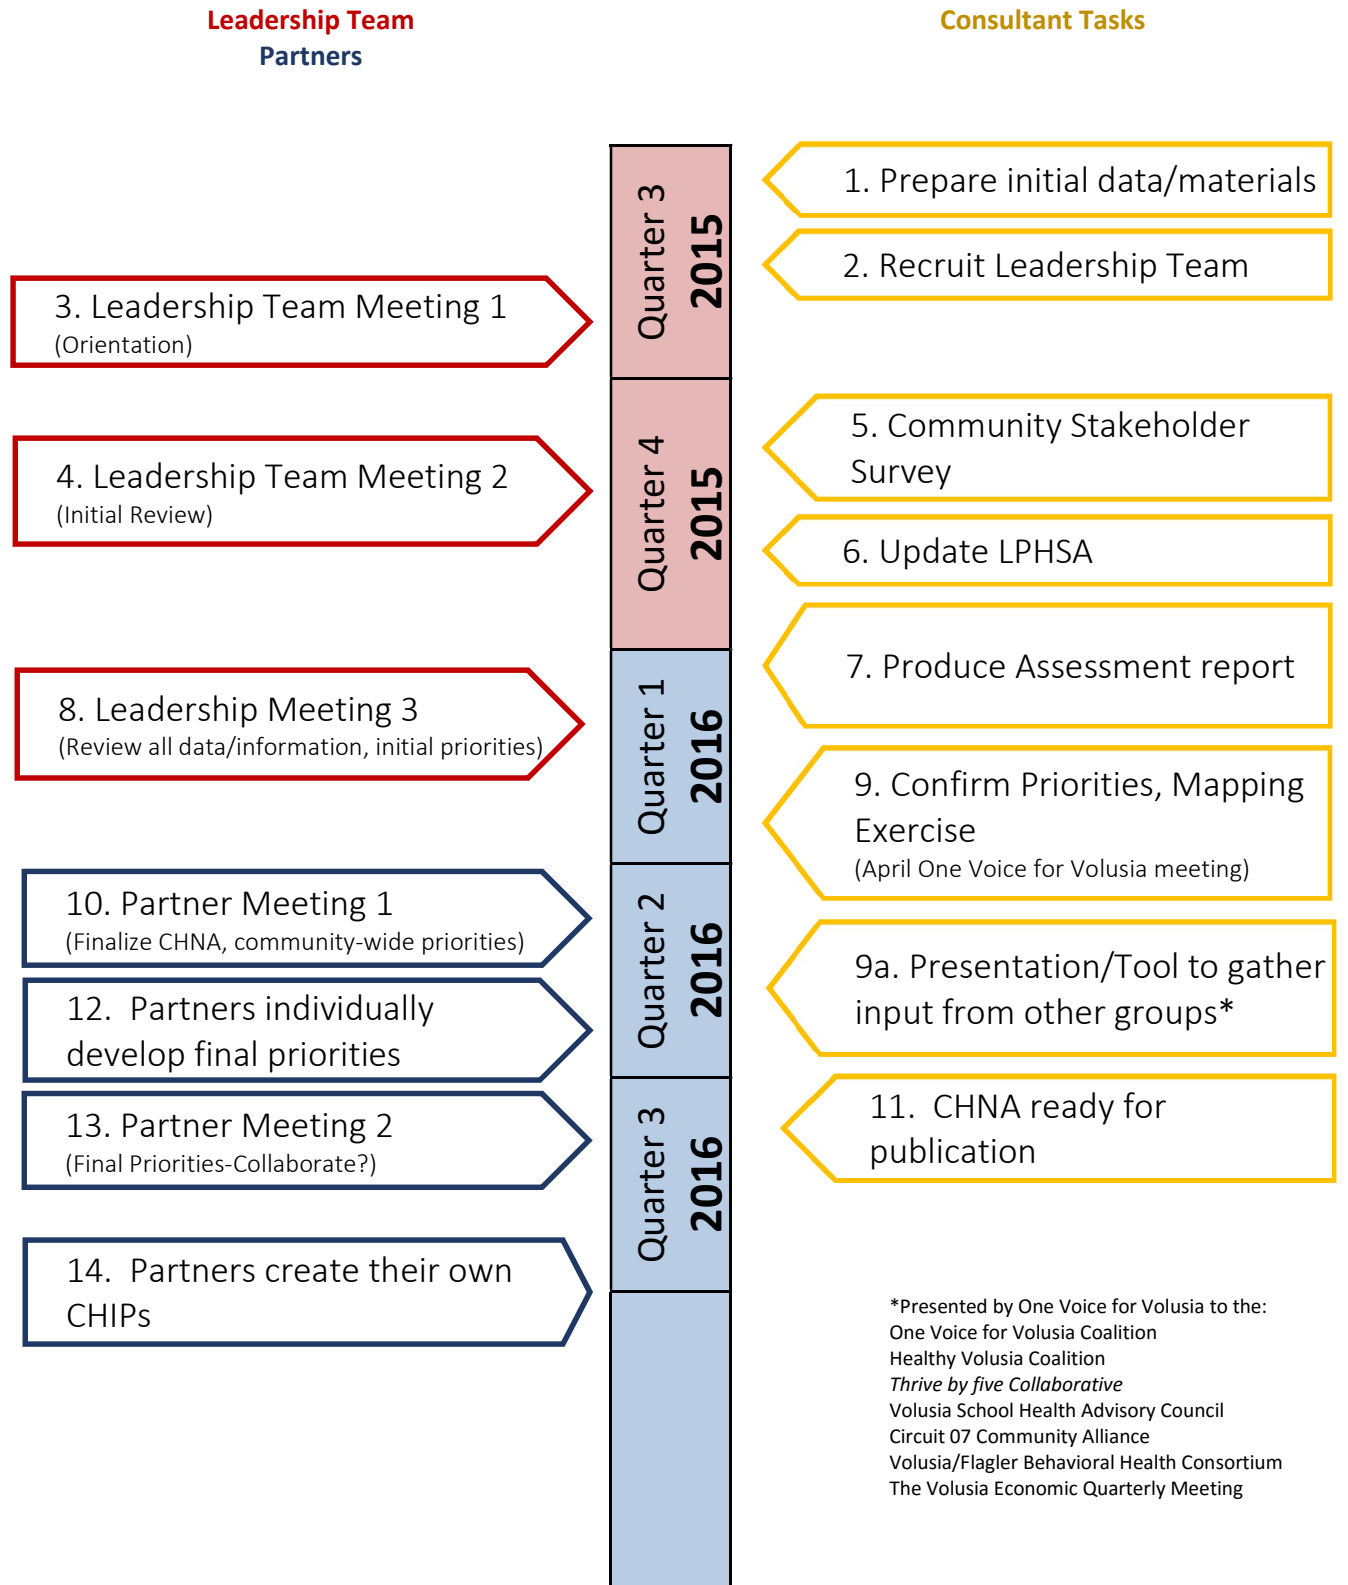 Leadership Team
Partners
Consultant Tasks
Quarter 3
2015
1. Prepare initial data/materials
2. Recruit Leadership Team
3. Leadership Team Meeting 1
(Orientation)
Quarter 4
2015
4. Leadership Team Meeting 2
(Initial Review)
5. Community Stakeholder
Survey
6. Update LPHSA
7. Produce Assessment report
Quarter 1
2016
8. Leadership Meeting 3
(Review all data/information, initial priorities)
9. Confirm Priorities, Mapping
Exercise
(April One Voice for Volusia meeting)
Quarter 2
2016
10. Partner Meeting 1
(Finalize CHNA, community-wide priorities)
9a. Presentation/Tool to gather
input from other groups*
12.  Partners individually
develop final priorities
Quarter 3
2016
13. Partner Meeting 2
(Final Priorities-Collaborate?)
11.  CHNA ready for
publication
14.  Partners create their own
CHIPs
*Presented by One Voice for Volusia to the:
One Voice for Volusia Coalition
Healthy Volusia Coalition
Thrive by five Collaborative
Volusia School Health Advisory Council
Circuit 07 Community Alliance
Volusia/Flagler Behavioral Health Consortium
The Volusia Economic Quarterly Meeting